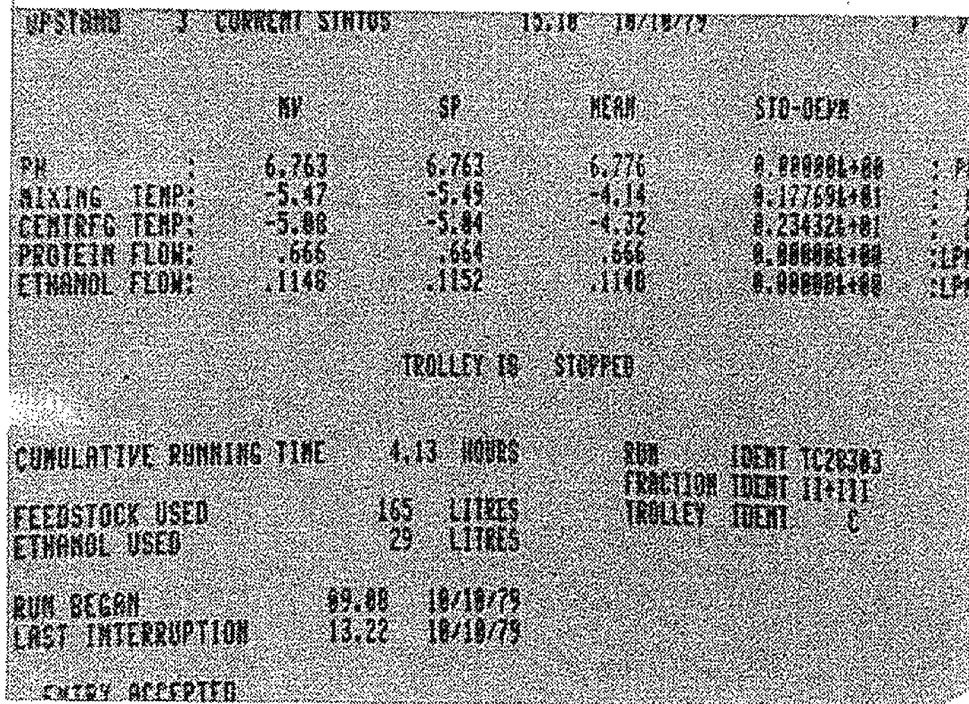 UPSTAND 3 CURRENT STATUS 15.18 10/10/79
MV SP MEAN STD-DEVN
PH : 6.763 6.763 6.776 0.00000E+00 :
MIXING TEMP: -5.47 -5.49 -4.14 0.17769E+01 :
CENTRFG TEMP: -5.08 -5.04 -4.32 0.23432E+01 :
PROTEIN FLOW: .666 .664 .666 0.00000E+00 :LPM
ETHANOL FLOW: .1148 .1152 .1148 0.00000E+00 :LPM
TROLLEY IS STOPPED
CUMULATIVE RUNNING TIME 4.13 HOURS RUN IDENT TC28303
FRACTION IDENT II+III
FEEDSTOCK USED 165 LITRES TROLLEY IDENT C
ETHANOL USED 29 LITRES
RUN BEGAN 09.08 10/10/79
LAST INTERRUPTION 13.22 10/10/79
ENTRY ACCEPTED